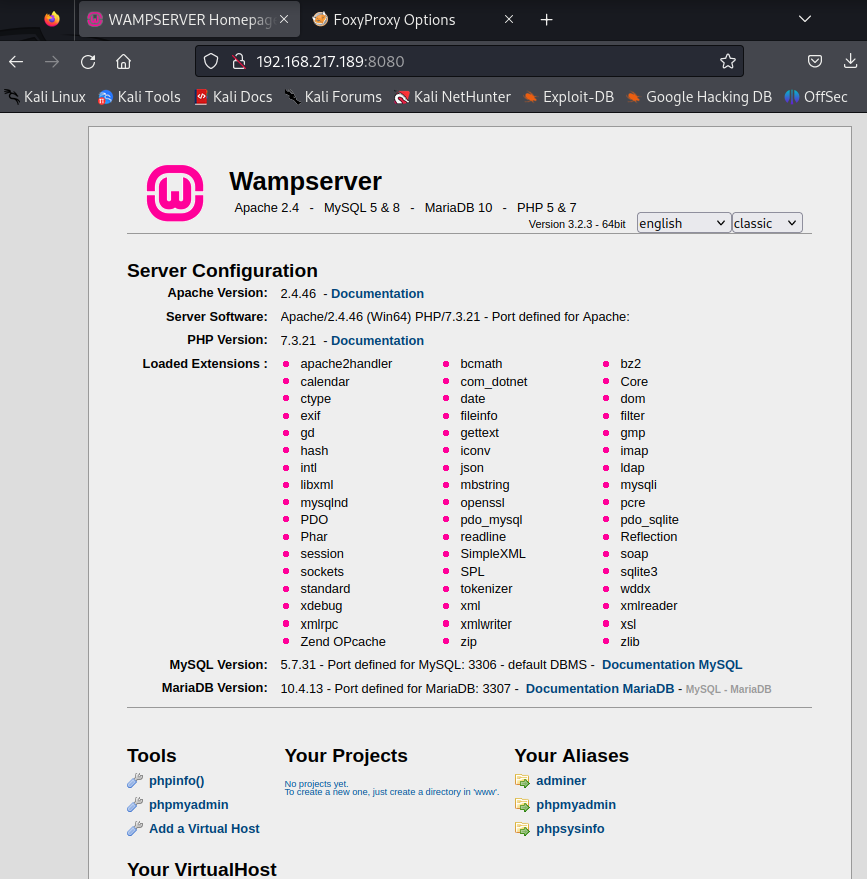 WAMPSERVER Homepag
FoxyProxy Options
192.168.217.189:8080
Kali Linux Kali Tools Kali Docs Kali Forums Kali NetHunter Exploit-DB Google Hacking DB OffSec
Wampserver
Apache 2.4 - MySQL 5 & 8 - MariaDB 10 - PHP 5 & 7
Version 3.2.3 - 64bit english classic
Server Configuration
Apache Version: 2.4.46 - Documentation
Server Software: Apache/2.4.46 (Win64) PHP/7.3.21 - Port defined for Apache:
PHP Version: 7.3.21 - Documentation
Loaded Extensions : apache2handler bcmath bz2
calendar com_dotnet Core
ctype date dom
exif fileinfo filter
gd gettext gmp
hash iconv imap
intl json ldap
libxml mbstring mysqli
mysqlnd openssl pcre
PDO pdo_mysql pdo_sqlite
Phar readline Reflection
session SimpleXML soap
sockets SPL sqlite3
standard tokenizer wddx
xdebug xml xmlreader
xmlrpc xmlwriter xsl
Zend OPcache zip zlib
MySQL Version: 5.7.31 - Port defined for MySQL: 3306 - default DBMS - Documentation MySQL
MariaDB Version: 10.4.13 - Port defined for MariaDB: 3307 - Documentation MariaDB - MySQL - MariaDB
Tools
phpinfo()
phpmyadmin
Add a Virtual Host
Your Projects
No projects yet.
To create a new one, just create a directory in 'www'.
Your Aliases
adminer
phpmyadmin
phpsysinfo
Your VirtualHost